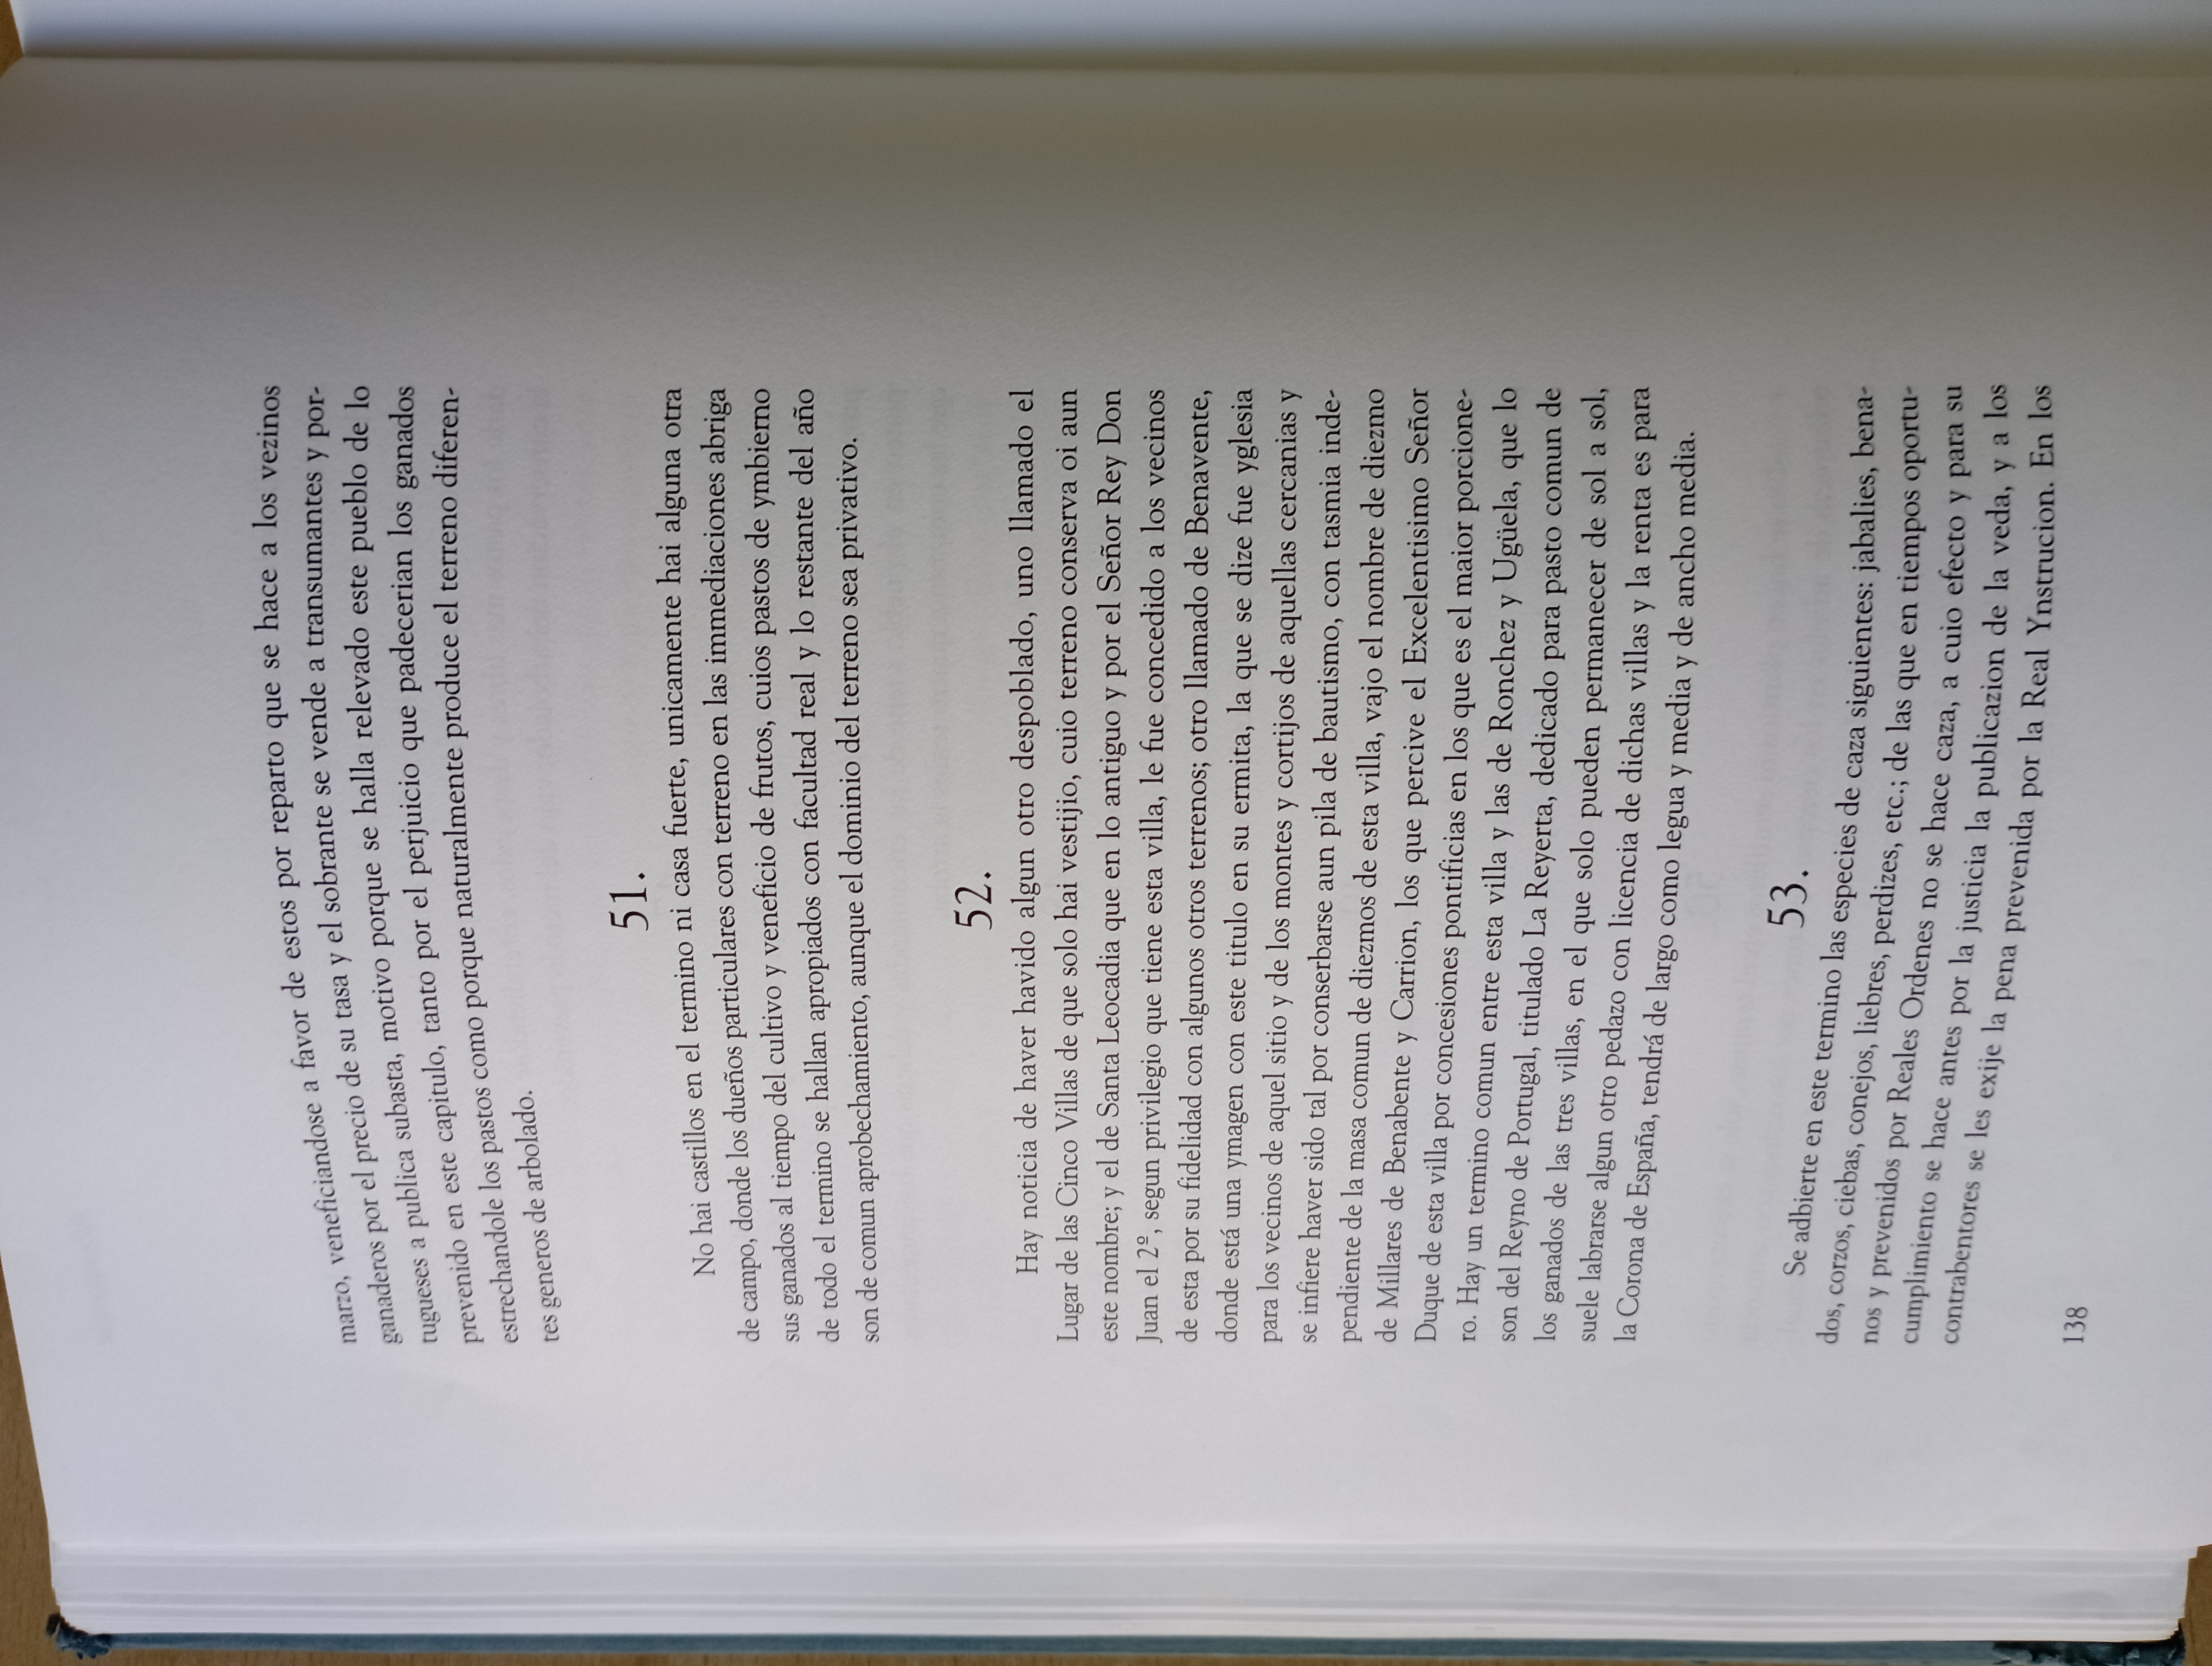 marzo, veneficiandose a favor de estos por reparto que se hace a los vezinos
ganaderos por el precio de su tasa y el sobrante se vende a transumantes y por-
tugueses a publica subasta, motivo porque se halla relevado este pueblo de lo
prevenido en este capitulo, tanto por el perjuicio que padecerian los ganados
estrechandole los pastos como porque naturalmente produce el terreno diferen-
tes generos de arbolado.
51.
No hai castillos en el termino ni casa fuerte, unicamente hai alguna otra
de campo, donde los dueños particulares con terreno en las immediaciones abriga
sus ganados al tiempo del cultivo y veneficio de frutos, cuios pastos de ymbierno
de todo el termino se hallan apropiados con facultad real y lo restante del año
son de comun aprobechamiento, aunque el dominio del terreno sea privativo.
52.
Hay noticia de haver havido algun otro despoblado, uno llamado el
Lugar de las Cinco Villas de que solo hai vestijio, cuio terreno conserva oi aun
este nombre; y el de Santa Leocadia que en lo antiguo y por el Señor Rey Don
Juan el 2º, segun privilegio que tiene esta villa, le fue concedido a los vecinos
de esta por su fidelidad con algunos otros terrenos; otro llamado de Benavente,
donde está una ymagen con este titulo en su ermita, la que se dize fue yglesia
para los vecinos de aquel sitio y de los montes y cortijos de aquellas cercanias y
se infiere haver sido tal por conserbarse aun pila de bautismo, con tasmia inde-
pendiente de la masa comun de diezmos de esta villa, vajo el nombre de diezmo
de Millares de Benabente y Carrion, los que percive el Excelentisimo Señor
Duque de esta villa por concesiones pontificias en los que es el maior porcione-
ro. Hay un termino comun entre esta villa y las de Ronchez y Ugüela, que lo
son del Reyno de Portugal, titulado La Reyerta, dedicado para pasto comun de
los ganados de las tres villas, en el que solo pueden permanecer de sol a sol,
suele labrarse algun otro pedazo con licencia de dichas villas y la renta es para
la Corona de España, tendrá de largo como legua y media y de ancho media.
53.
Se adbierte en este termino las especies de caza siguientes: jabalies, bena-
dos, corzos, ciebas, conejos, liebres, perdizes, etc.; de las que en tiempos oportu-
nos y prevenidos por Reales Ordenes no se hace caza, a cuio efecto y para su
cumplimiento se hace antes por la justicia la publicazion de la veda, y a los
contrabentores se les exije la pena prevenida por la Real Ynstrucion. En los
138